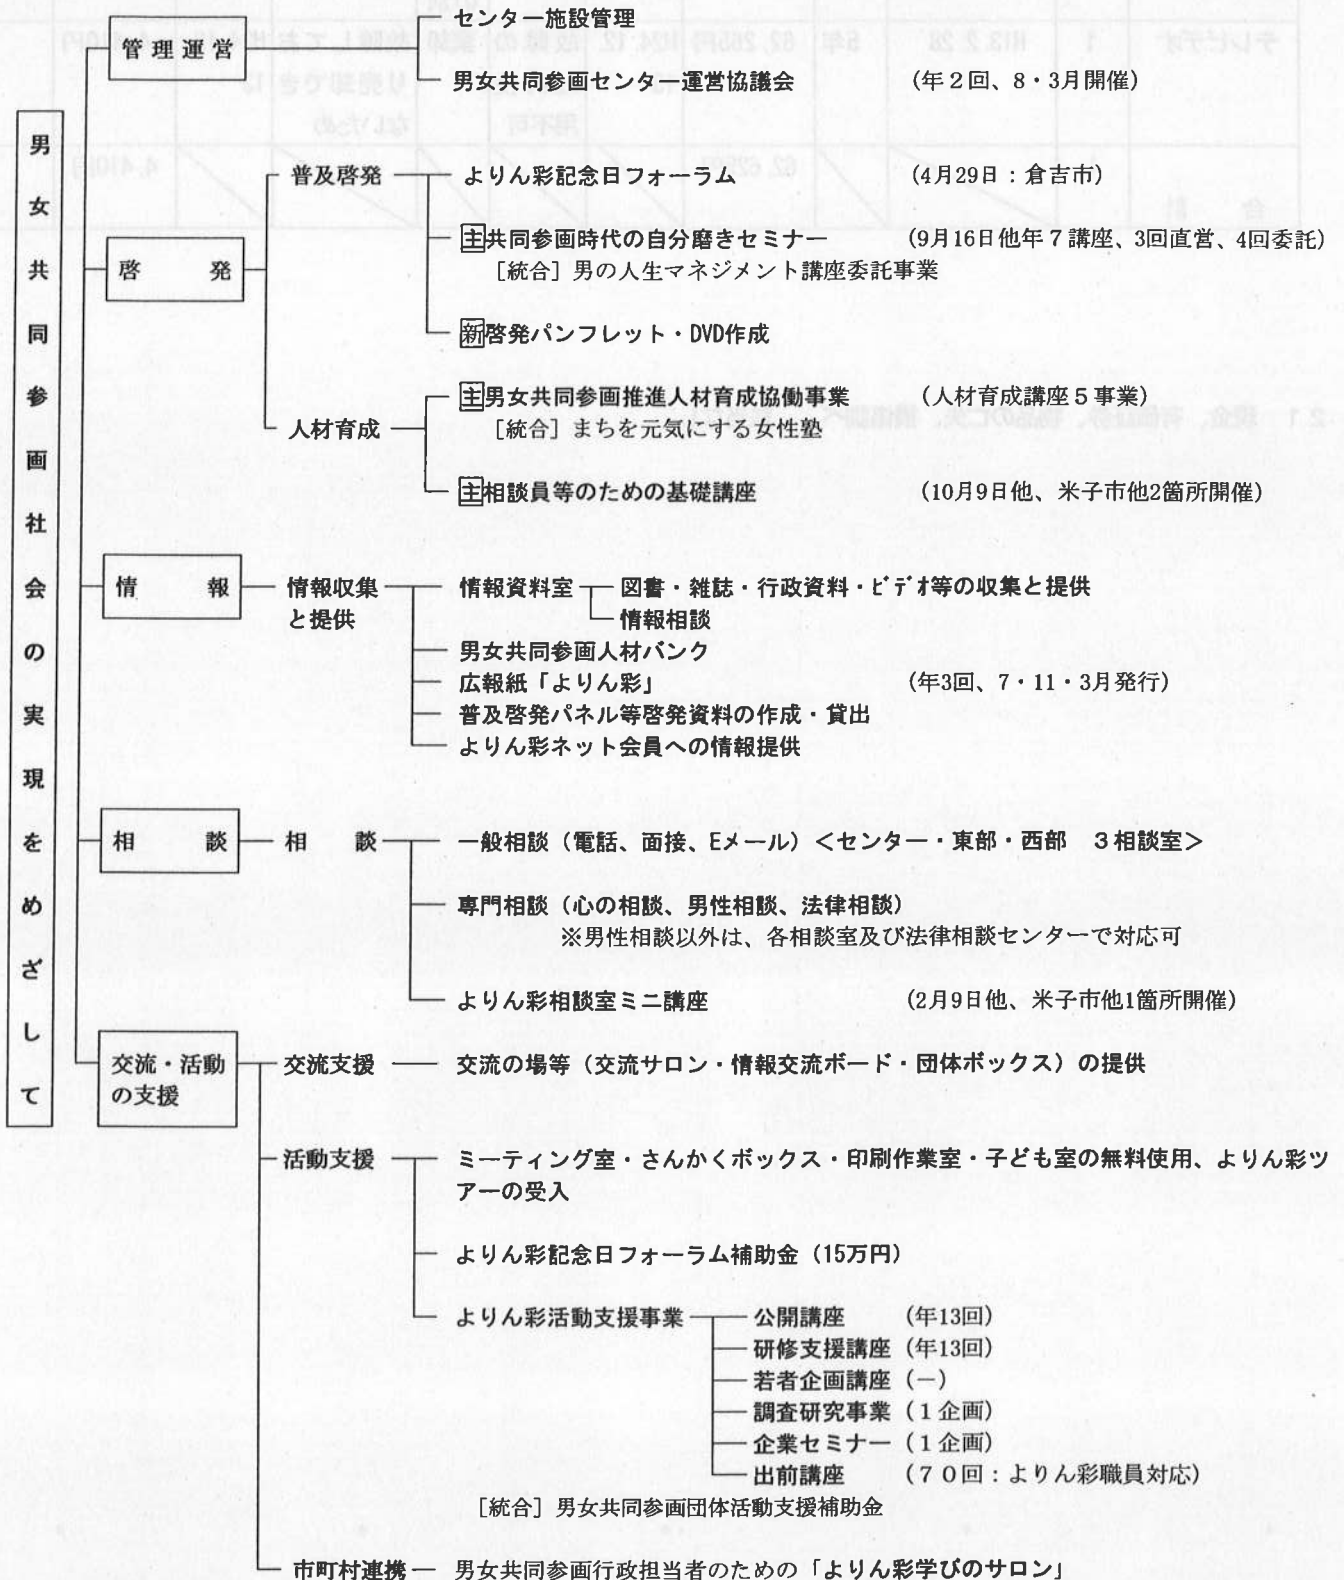 男女共同参画社会の実現をめざして
管理運営
センター施設管理
男女共同参画センター運営協議会 (年2回、8・3月開催)
啓 発
普及啓発
よりん彩記念日フォーラム (4月29日:倉吉市)
主共同参画時代の自分磨きセミナー (9月16日他年7講座、3回直営、4回委託)
[統合] 男の人生マネジメント講座委託事業
新啓発パンフレット・DVD作成
人材育成
主男女共同参画推進人材育成協働事業 (人材育成講座5事業)
[統合] まちを元気にする女性塾
主相談員等のための基礎講座 (10月9日他、米子市他2箇所開催)
情 報
情報収集
と提供
情報資料室
図書・雑誌・行政資料・ビデオ等の収集と提供
情報相談
男女共同参画人材バンク
広報紙「よりん彩」 (年3回、7・11・3月発行)
普及啓発パネル等啓発資料の作成・貸出
よりん彩ネット会員への情報提供
相 談
相 談
一般相談(電話、面接、Eメール)<センター・東部・西部 3相談室>
専門相談(心の相談、男性相談、法律相談)
※男性相談以外は、各相談室及び法律相談センターで対応可
よりん彩相談室ミニ講座 (2月9日他、米子市他1箇所開催)
交流・活動
の支援
交流支援
交流の場等(交流サロン・情報交流ボード・団体ボックス)の提供
活動支援
ミーティング室・さんかくボックス・印刷作業室・子ども室の無料使用、よりん彩ツ
アーの受入
よりん彩記念日フォーラム補助金(15万円)
よりん彩活動支援事業
公開講座 (年13回)
研修支援講座 (年13回)
若者企画講座 (-)
調査研究事業 (1企画)
企業セミナー (1企画)
出前講座 (70回:よりん彩職員対応)
[統合] 男女共同参画団体活動支援補助金
市町村連携
男女共同参画行政担当者のための「よりん彩学びのサロン」